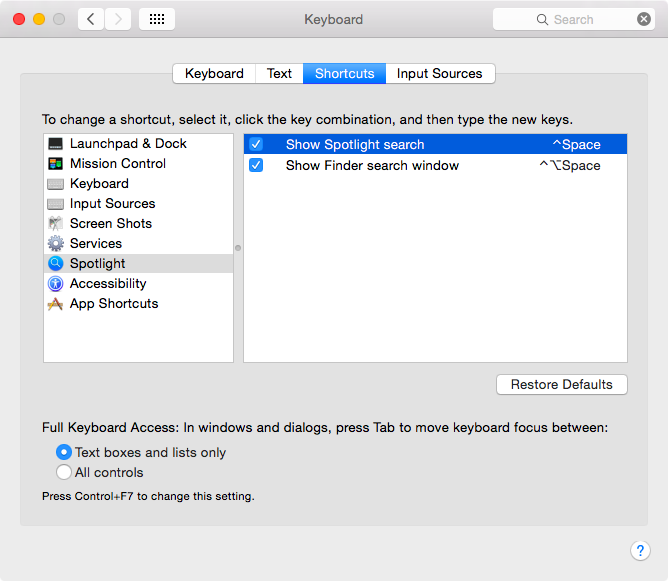 Keyboard
Search
Keyboard Text Shortcuts Input Sources
To change a shortcut, select it, click the key combination, and then type the new keys.
Launchpad & Dock
Mission Control
Keyboard
Input Sources
Screen Shots
Services
Spotlight
Accessibility
App Shortcuts
Show Spotlight search ^Space
Show Finder search window ^⌥Space
Restore Defaults
Full Keyboard Access: In windows and dialogs, press Tab to move keyboard focus between:
Text boxes and lists only
All controls
Press Control+F7 to change this setting.
?